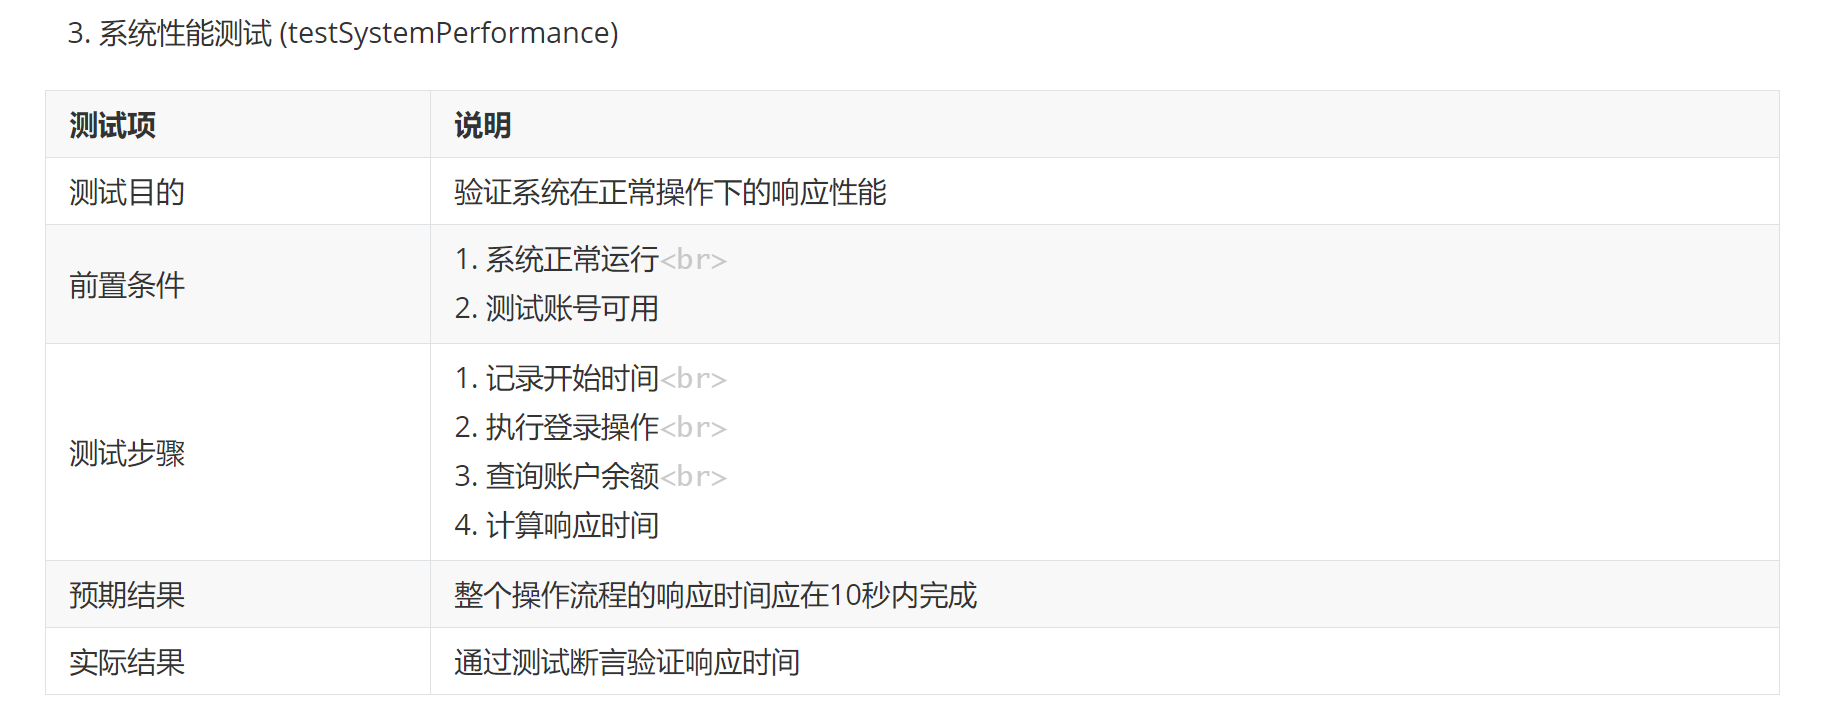 3. 系统性能测试 (testSystemPerformance)
测试项 说明
测试目的 验证系统在正常操作下的响应性能
前置条件
1. 系统正常运行<br>
2. 测试账号可用
测试步骤
1. 记录开始时间<br>
2. 执行登录操作<br>
3. 查询账户余额<br>
4. 计算响应时间
预期结果 整个操作流程的响应时间应在10秒内完成
实际结果 通过测试断言验证响应时间